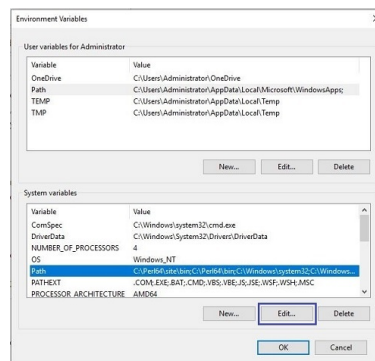 Environment Variables
User variables for Administrator
Variable Value
OneDrive C:\Users\Administrator\OneDrive
Path C:\Users\Administrator\AppData\Local\Microsoft\WindowsApps;
TEMP C:\Users\Administrator\AppData\Local\Temp
TMP C:\Users\Administrator\AppData\Local\Temp
New... Edit... Delete
System variables
Variable Value
ComSpec C:\Windows\system32\cmd.exe
DriverData C:\Windows\System32\Drivers\DriverData
NUMBER_OF_PROCESSORS 4
OS Windows_NT
Path C:\Perl64\site\bin;C:\Perl64\bin;C:\Windows\system32;C:\Windows...
PATHEXT .COM;.EXE;.BAT;.CMD;.VBS;.VBE;.JS;.JSE;.WSF;.WSH;.MSC
PROCESSOR_ARCHITECTURE AMD64
New... Edit... Delete
OK Cancel